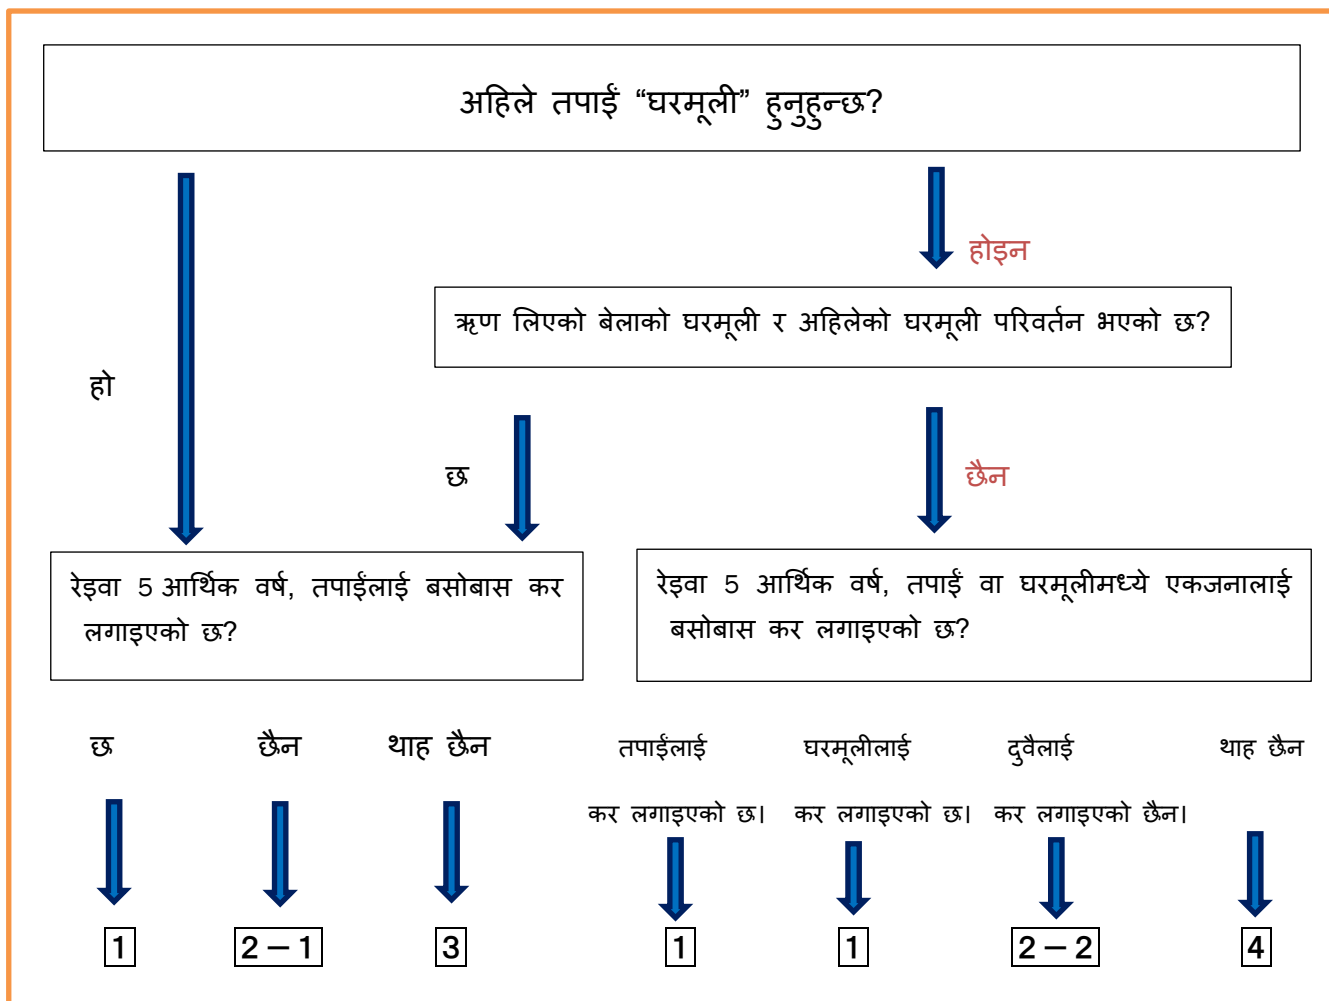 अहिले तपाईं “घरमूली” हुनुहुन्छ?
होइन
ऋण लिएको बेलाको घरमूली र अहिलेको घरमूली परिवर्तन भएको छ?
हो
छ
छैन
रेइवा 5 आर्थिक वर्ष, तपाईंलाई बसोबास कर
लगाइएको छ?
रेइवा 5 आर्थिक वर्ष, तपाईं वा घरमूलीमध्ये एकजनालाई
बसोबास कर लगाइएको छ?
छ छैन थाह छैन
तपाईंलाई घरमूलीलाई दुवैलाई थाह छैन
कर लगाइएको छ। कर लगाइएको छ। कर लगाइएको छैन।
1 2－1 3 1 1 2－2 4